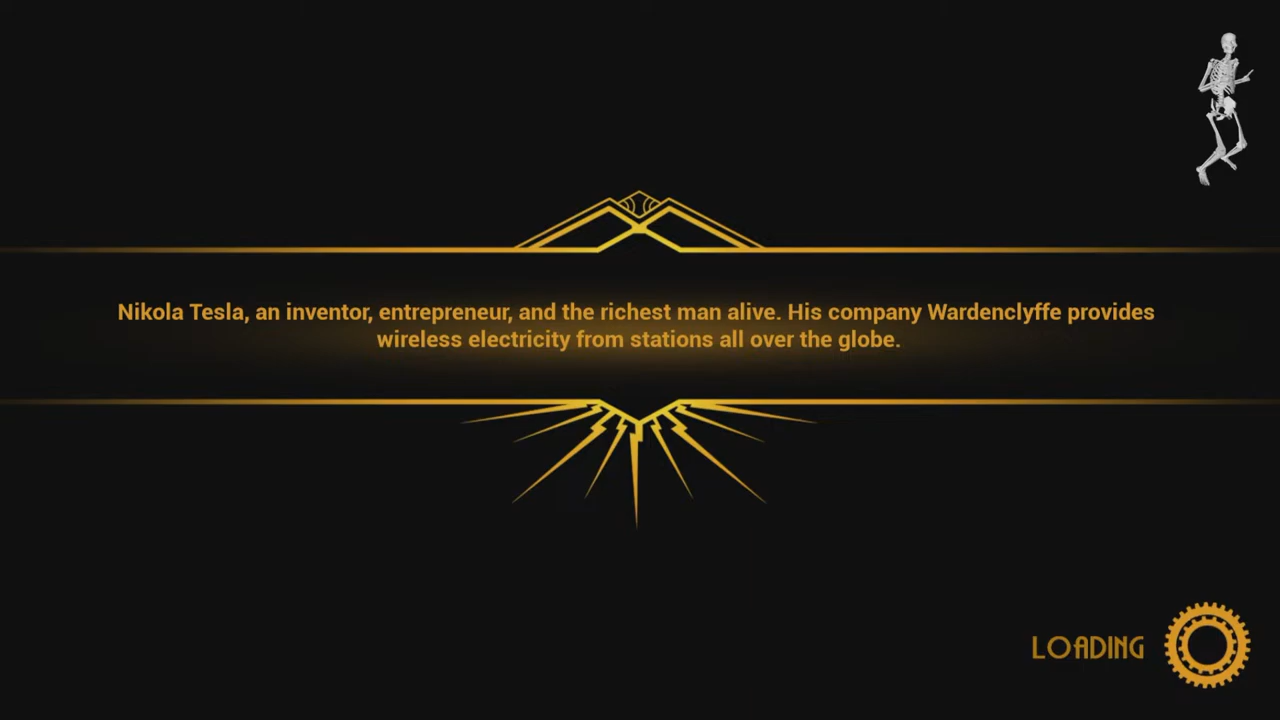 Nikola Tesla, an inventor, entrepreneur, and the richest man alive. His company Wardenclyffe provides
wireless electricity from stations all over the globe.
LOADING